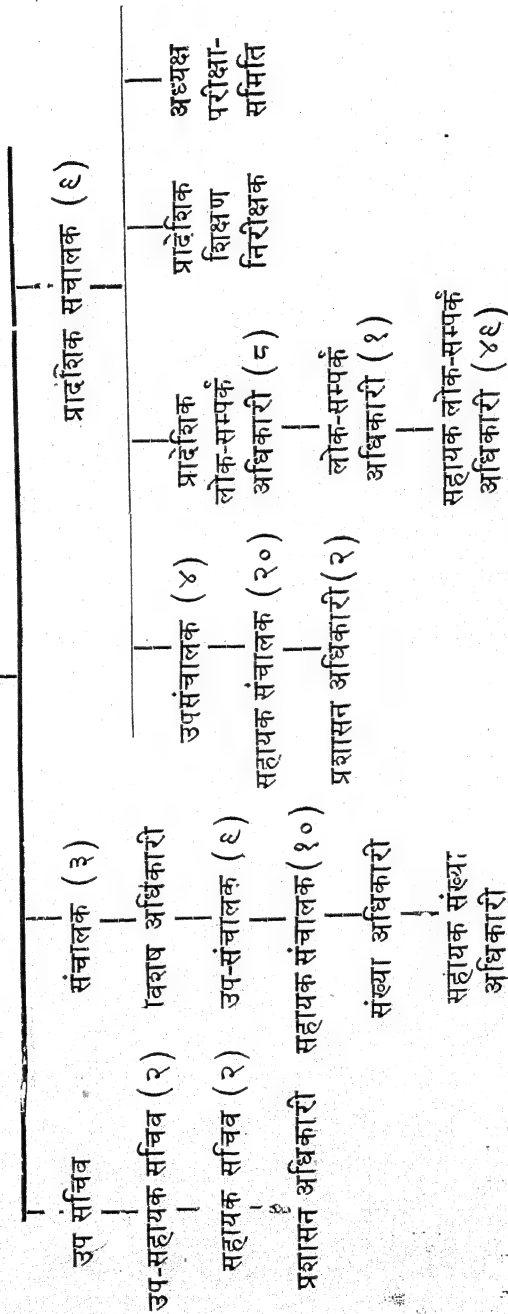 उप सचिव
उप-सहायक सचिव (२)
सहायक सचिव (२)
प्रशासन अधिकारी
संचालक (३)
विशेष अधिकारी
उप-संचालक (६)
सहायक संचालक (१०)
संख्या अधिकारी
सहायक संख्या
अधिकारी
प्रादेशिक संचालक (६)
उपसंचालक (४)
सहायक संचालक (२०)
प्रशासन अधिकारी (२)
प्रादेशिक
लोक-सम्पर्क
अधिकारी (८)
लोक-सम्पर्क
अधिकारी (१)
सहायक लोक-सम्पर्क
अधिकारी (४६)
प्रादेशिक
शिक्षण
निरीक्षक
अध्यक्ष
परीक्षा-
समिति